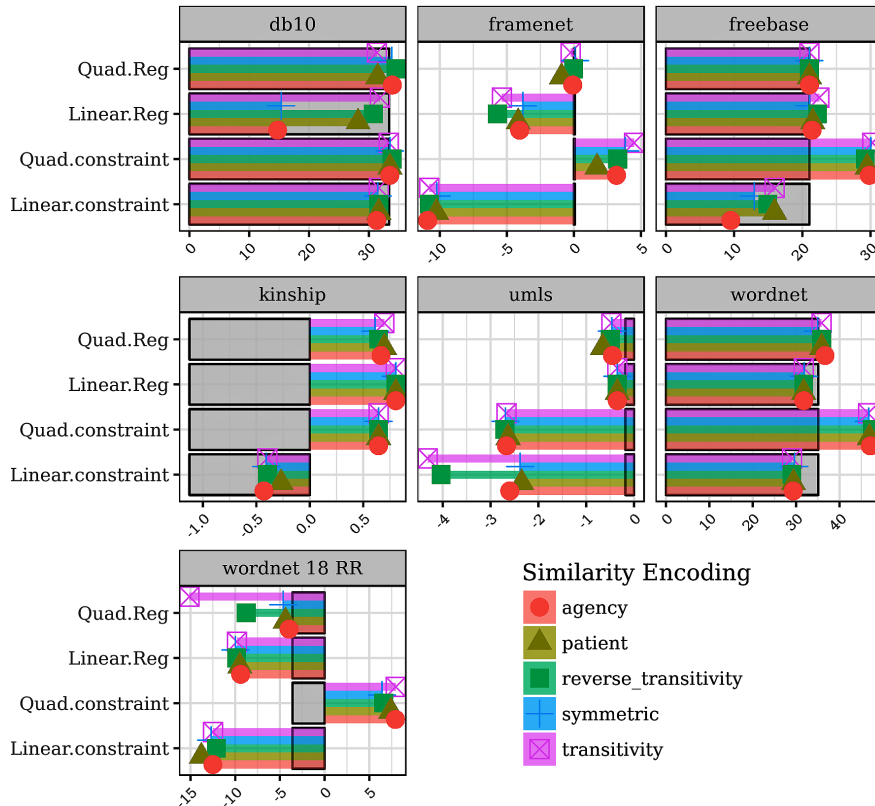 db10 framenet freebase
Quad.Reg
Linear.Reg
Quad.constraint
Linear.constraint
0 10 20 30 -10 -5 0 5 0 10 20 30
kinship umls wordnet
Quad.Reg
Linear.Reg
Quad.constraint
Linear.constraint
-1.0 -0.5 0.0 0.5 -4 -3 -2 -1 0 0 10 20 30 40
wordnet 18 RR
Quad.Reg
Linear.Reg
Quad.constraint
Linear.constraint
-15 -10 -5 0 5
Similarity Encoding
agency
patient
reverse_transitivity
symmetric
transitivity